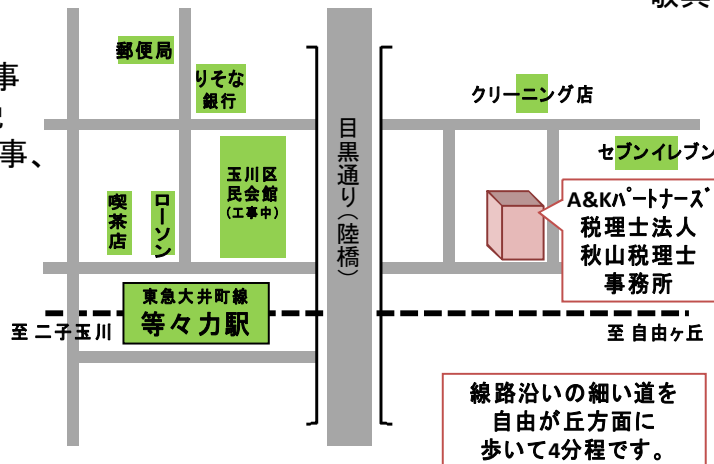 郵便局
りそな
銀行
事
事、
玉川区
民会館
(工事中)
喫茶店
ローソン
目黒通り(陸橋)
クリーニング店
セブンイレブン
A&Kパートナーズ
税理士法人
秋山税理士
事務所
東急大井町線
等々力駅
至 二子玉川
至 自由ヶ丘
線路沿いの細い道を
自由が丘方面に
歩いて4分程です。